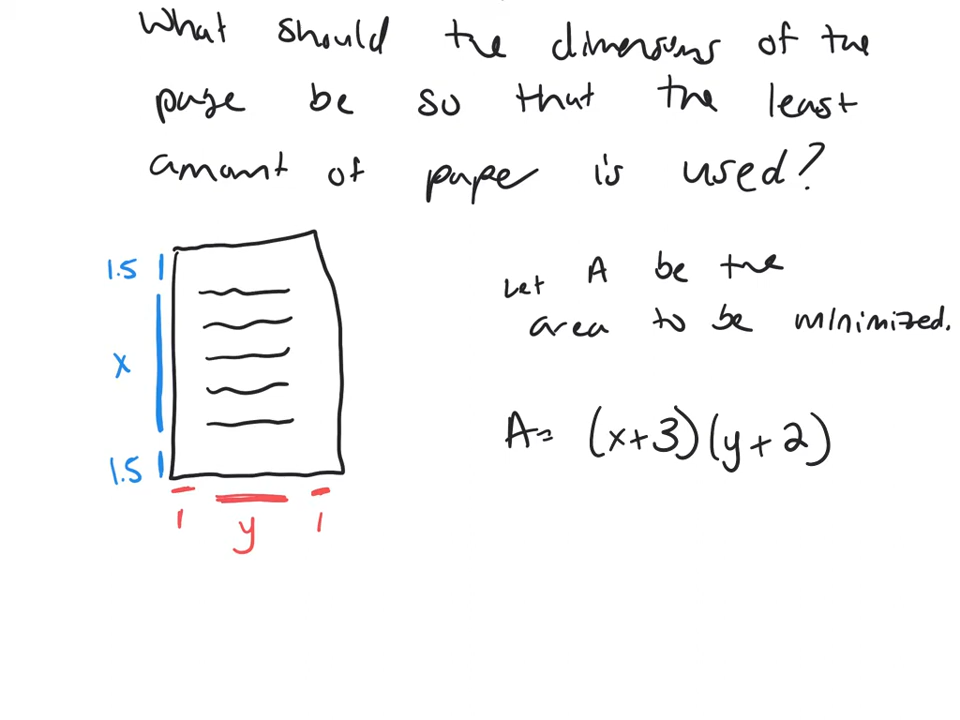 What should the dimensions of the
page be so that the least
amount of paper is used?
1.5
x
1.5
1 y 1
Let A be the
area to be minimized.
A= (x+3)(y+2)